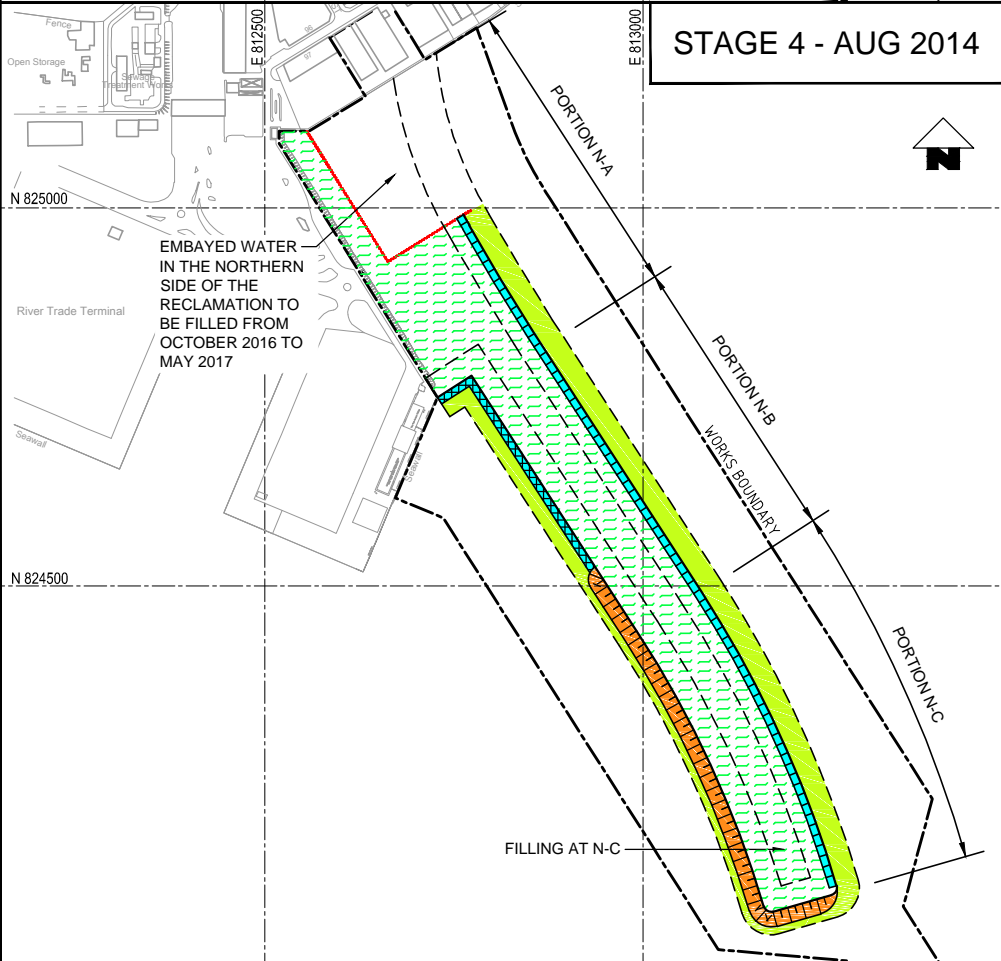 STAGE 4 - AUG 2014
Fence
Open Storage
Sewage
Treatment Works
E 812500
E 813000
96
97
PORTION N-A
N
N 825000
EMBAYED WATER
IN THE NORTHERN
SIDE OF THE
RECLAMATION TO
BE FILLED FROM
OCTOBER 2016 TO
MAY 2017
River Trade Terminal
PORTION N-B
WORKS BOUNDARY
Seawall
Seawall
N 824500
PORTION N-C
FILLING AT N-C